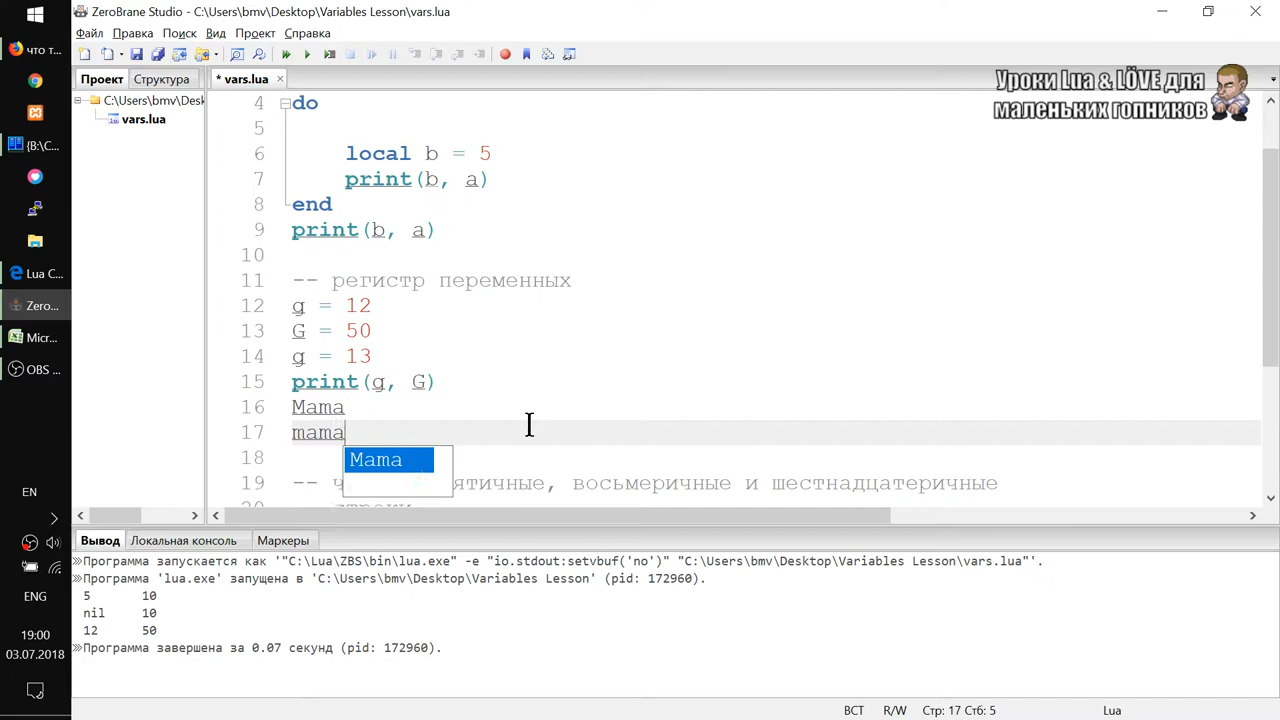 ZeroBrane Studio - C:\Users\bmv\Desktop\Variables Lesson\vars.lua
Файл Правка Поиск Вид Проект Справка
что т...
Проект Структура
* vars.lua
Уроки Lua & LÖVE для
маленьких гопников
C:\Users\bmv\Desk
vars.lua
{B:\C...
Lua C...
Zero...
Micr...
OBS ...
4 do
5
6 local b = 5
7 print(b, a)
8 end
9 print(b, a)
10
11 -- регистр переменных
12 g = 12
13 G = 50
14 g = 13
15 print(g, G)
16 Mama
17 mama
18 Mama
19 -- ч ятичные, восьмеричные и шестнадцатеричные
Вывод Локальная консоль Маркеры
Программа запускается как '"C:\Lua\ZBS\bin\lua.exe" -e "io.stdout:setvbuf('no')" "C:\Users\bmv\Desktop\Variables Lesson\vars.lua"'.
Программа 'lua.exe' запущена в 'C:\Users\bmv\Desktop\Variables Lesson' (pid: 172960).
5 10
nil 10
12 50
Программа завершена за 0.07 секунд (pid: 172960).
EN
ENG
19:00
03.07.2018
ВСТ R/W Стр: 17 Стб: 5 Lua